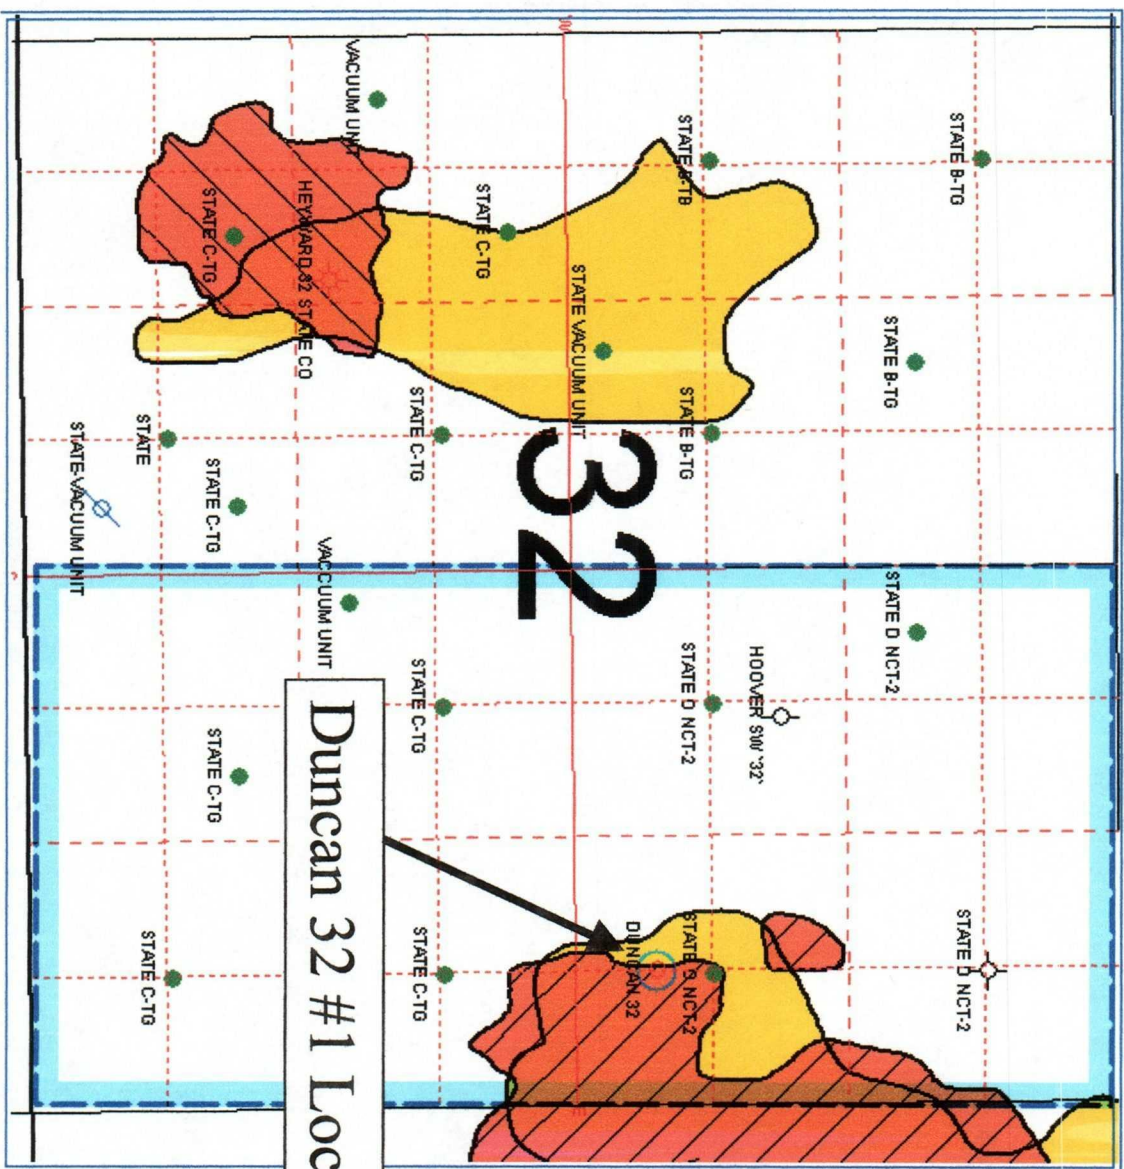 STATE B-TG
STATE D NCT-2
STATE B-TG
STATE D NCT-2
HOOVER SW "32"
STATE B-TB
STATE B-TG
STATE D NCT-2
STATE D NCT-2
DUNCAN 32
32
STATE VACUUM UNIT
STATE C-TG
STATE C-TG
STATE C-TG
STATE C-TG
VACUUM UNIT
VACCUUM UNIT
Duncan 32 #1 Loc
HEYWARD 32 STATE CO
STATE C-TG
STATE C-TG
STATE C-TG
STATE
STATE C-TG
STATE VACUUM UNIT